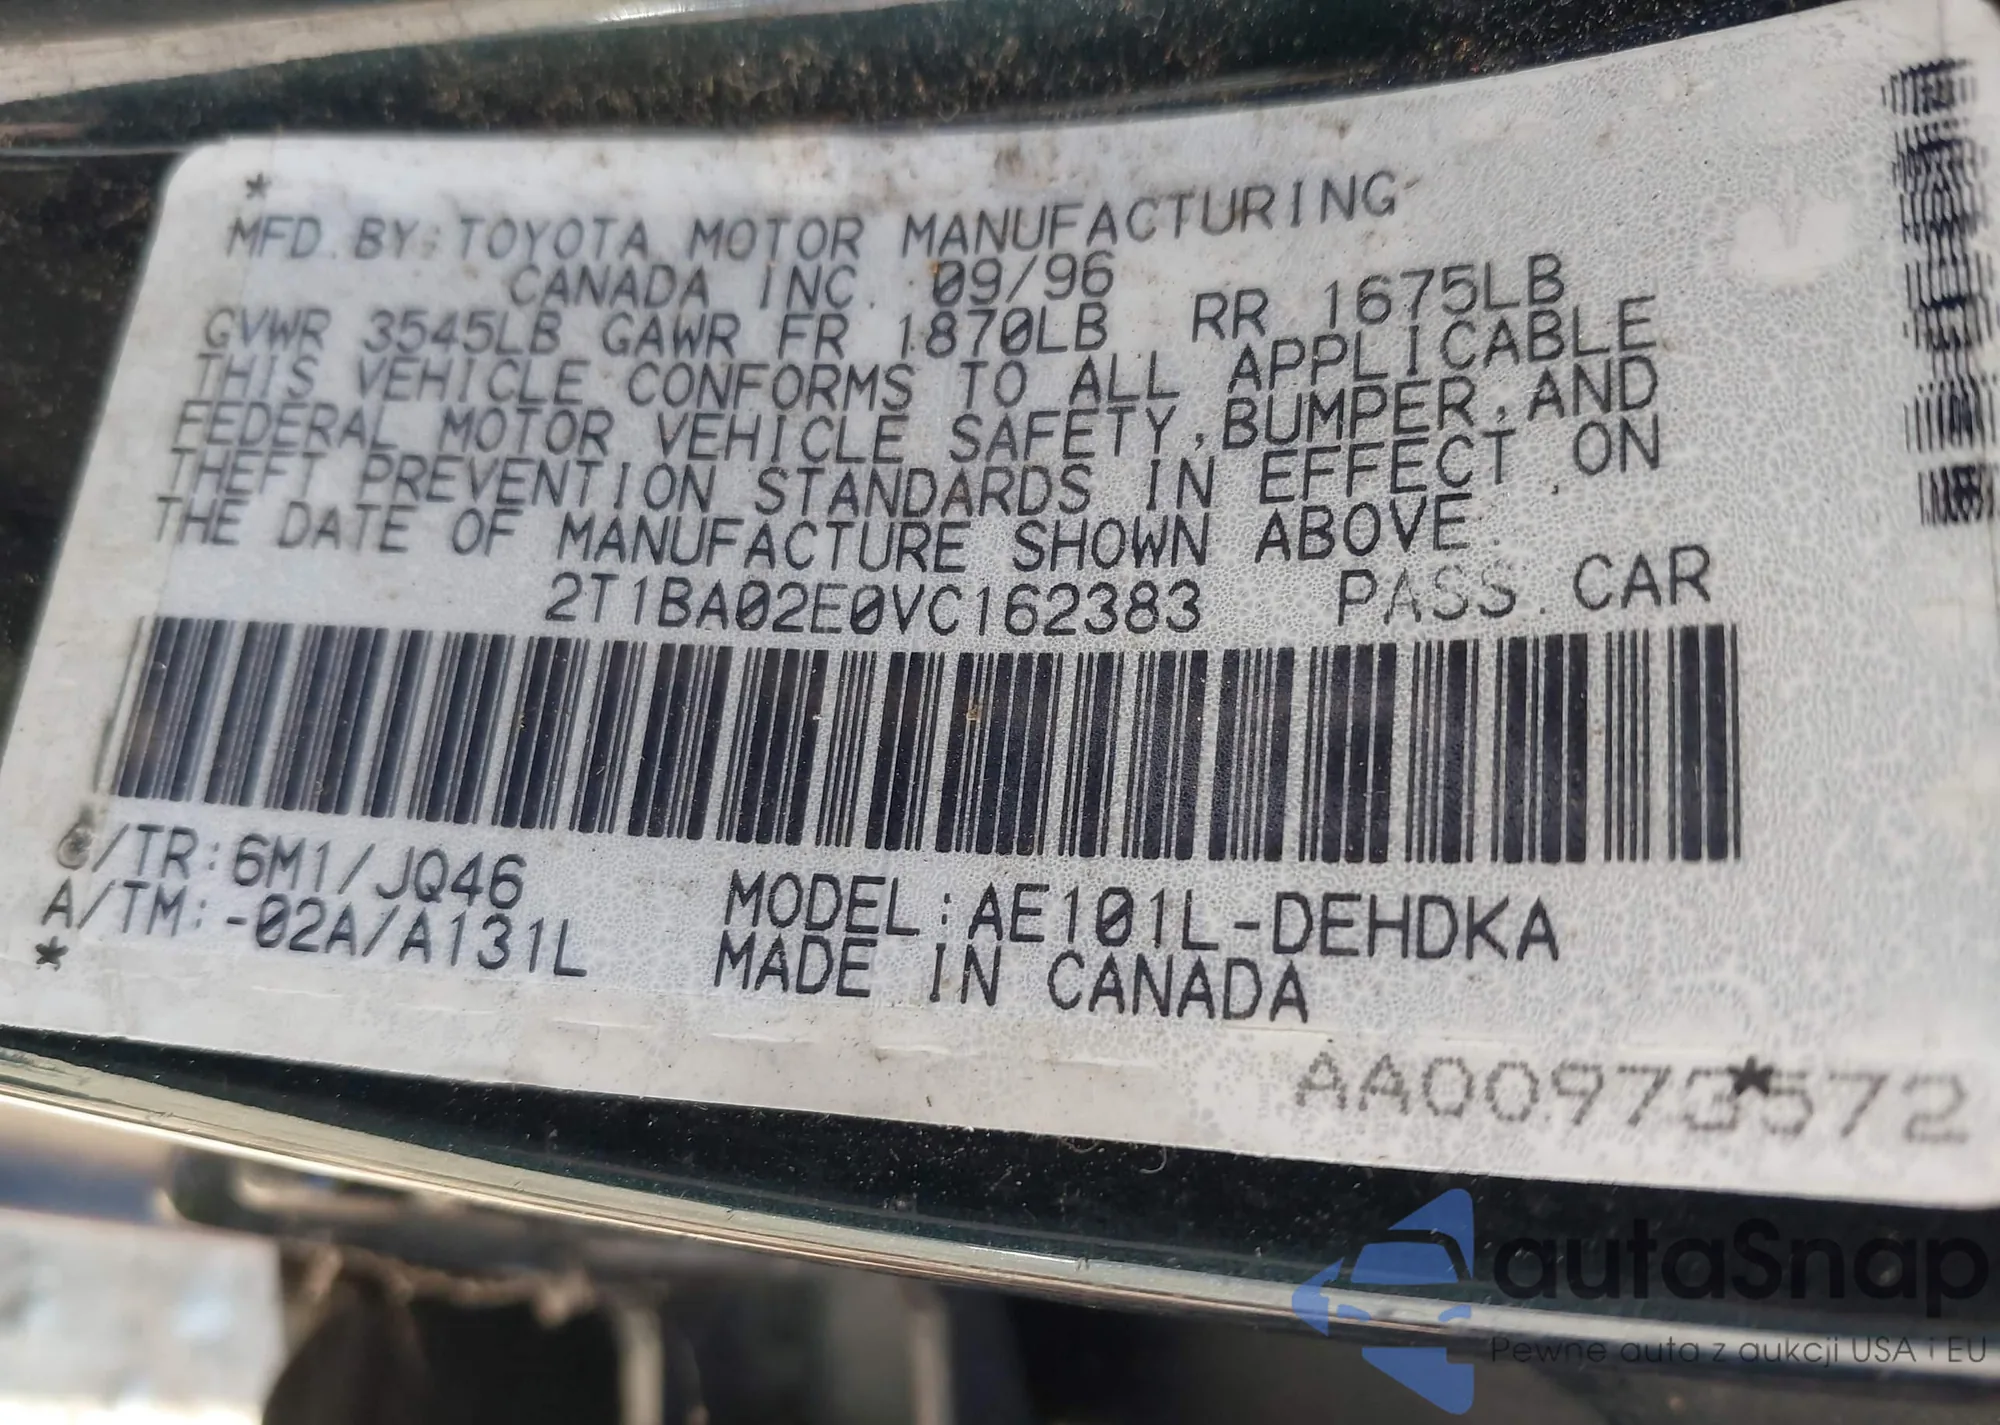 *
MFD. BY: TOYOTA MOTOR MANUFACTURING
CANADA INC. 09/96
GVWR 3545LB GAWR FR 1870LB RR 1675LB
THIS VEHICLE CONFORMS TO ALL APPLICABLE
FEDERAL MOTOR VEHICLE SAFETY, BUMPER, AND
THEFT PREVENTION STANDARDS IN EFFECT ON
THE DATE OF MANUFACTURE SHOWN ABOVE.
2T1BA02E0VC162383 PASS. CAR
C/TR:6M1/JQ46
A/TM:-02A/A131L
*
MODEL:AE101L-DEHDKA
MADE IN CANADA
AA00973572
autaSnap
Pewne auta z aukcji USA i EU